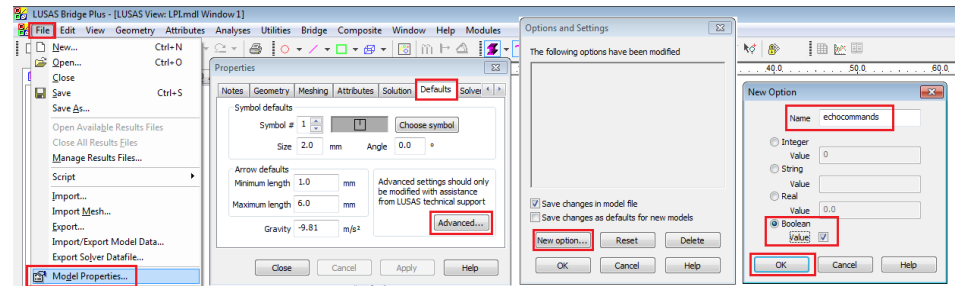 LUSAS Bridge Plus - [LUSAS View: LPI.mdl Window 1]
File Edit View Geometry Attributes Analyses Utilities Bridge Composite Window Help Modules
New... Ctrl+N
Open... Ctrl+O
Close
Save Ctrl+S
Save As...
Open Available Results Files
Close All Results Files
Manage Results Files...
Script
Import...
Import Mesh...
Export...
Import/Export Model Data...
Export Solver Datafile...
Model Properties...
Properties
Notes Geometry Meshing Attributes Solution Defaults Solver
Symbol defaults
Symbol # 1 Choose symbol
Size 2.0 mm Angle 0.0 °
Arrow defaults
Minimum length 1.0 mm
Maximum length 6.0 mm
Advanced settings should only
be modified with assistance
from LUSAS technical support
Gravity -9.81 m/s² Advanced...
Close Cancel Apply Help
Options and Settings
The following options have been modified
Save changes in model file
Save changes as defaults for new models
New option... Reset Delete
OK Cancel Help
40.0 50.0 60.0
New Option
Name echocommands
Integer
Value 0
String
Value
Real
Value 0.0
Boolean
Value
OK Cancel Help